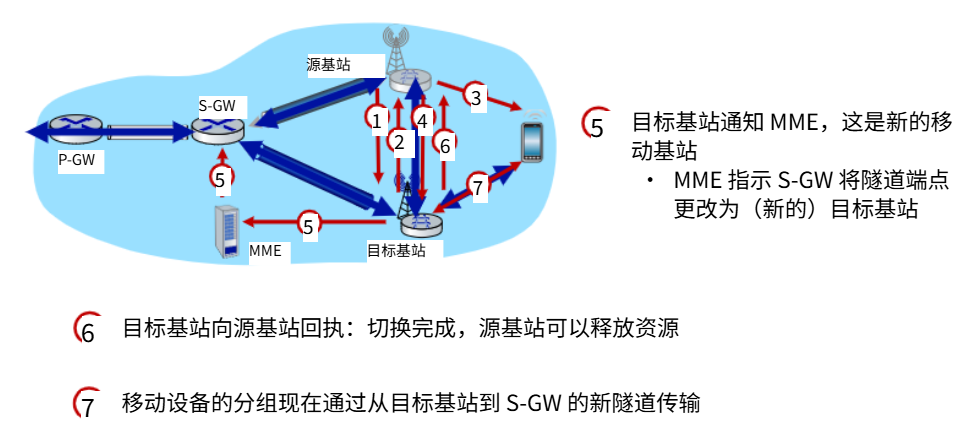 源基站
S-GW
P-GW
1
2
4
3
6
7
5
5
MME
目标基站
5 目标基站通知 MME，这是新的移
动基站
• MME 指示 S-GW 将隧道端点
更改为（新的）目标基站
6 目标基站向源基站回执：切换完成，源基站可以释放资源
7 移动设备的分组现在通过从目标基站到 S-GW 的新隧道传输